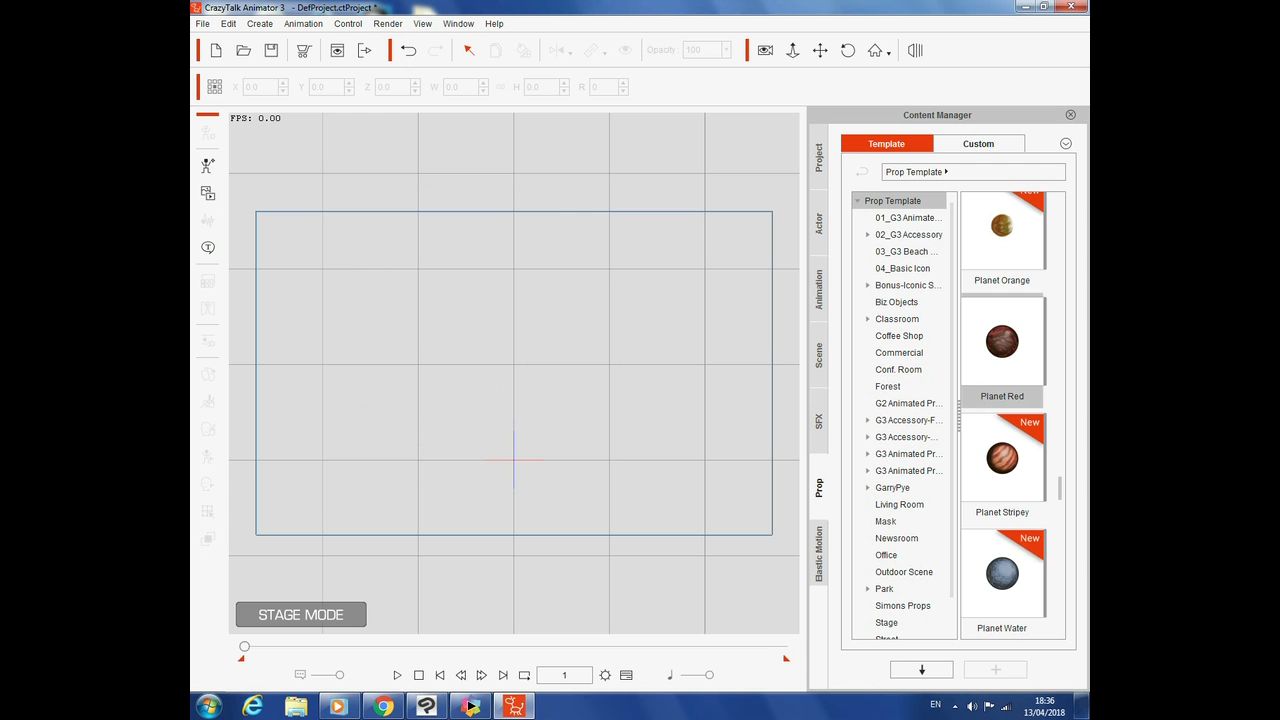 CrazyTalk Animator 3 - DefProject.ctProject *
File Edit Create Animation Control Render View Window Help
Opacity : 100
X 0.0 Y 0.0 Z 0.0 W 0.0 H 0.0 R 0
FPS: 0.00
STAGE MODE
1
Content Manager
Project
Actor
Animation
Scene
SFX
Prop
Elastic Motion
Template Custom
Prop Template
Prop Template
01_G3 Animate...
02_G3 Accessory
03_G3 Beach ...
04_Basic Icon
Bonus-Iconic S...
Biz Objects
Classroom
Coffee Shop
Commercial
Conf. Room
Forest
G2 Animated Pr...
G3 Accessory-F...
G3 Accessory-...
G3 Animated Pr...
G3 Animated Pr...
GarryPye
Living Room
Mask
Newsroom
Office
Outdoor Scene
Park
Simons Props
Stage
Street
New
Planet Orange
Planet Red
New
Planet Stripey
New
Planet Water
EN
18:36
13/04/2018